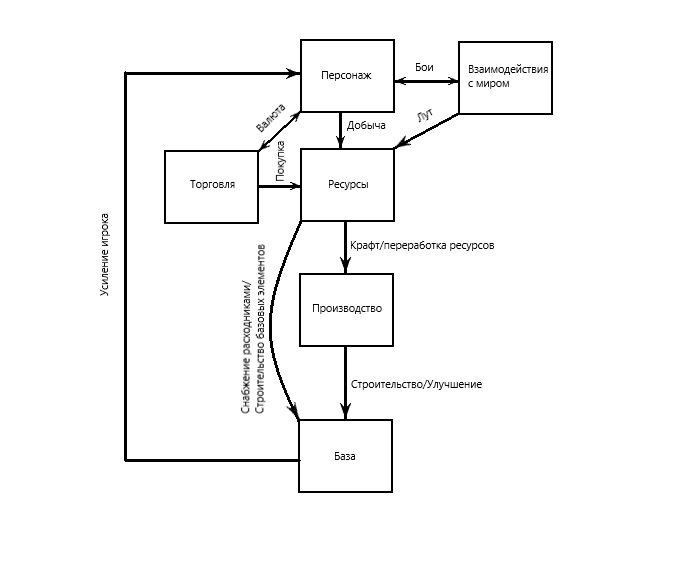 Персонаж
Бои
Взаимодействия
с миром
Валюта
Добыча
Лут
Торговля
Покупка
Ресурсы
Усиление игрока
Снабжение расходниками/
Строительство базовых элементов
Крафт/переработка ресурсов
Производство
Строительство/Улучшение
База